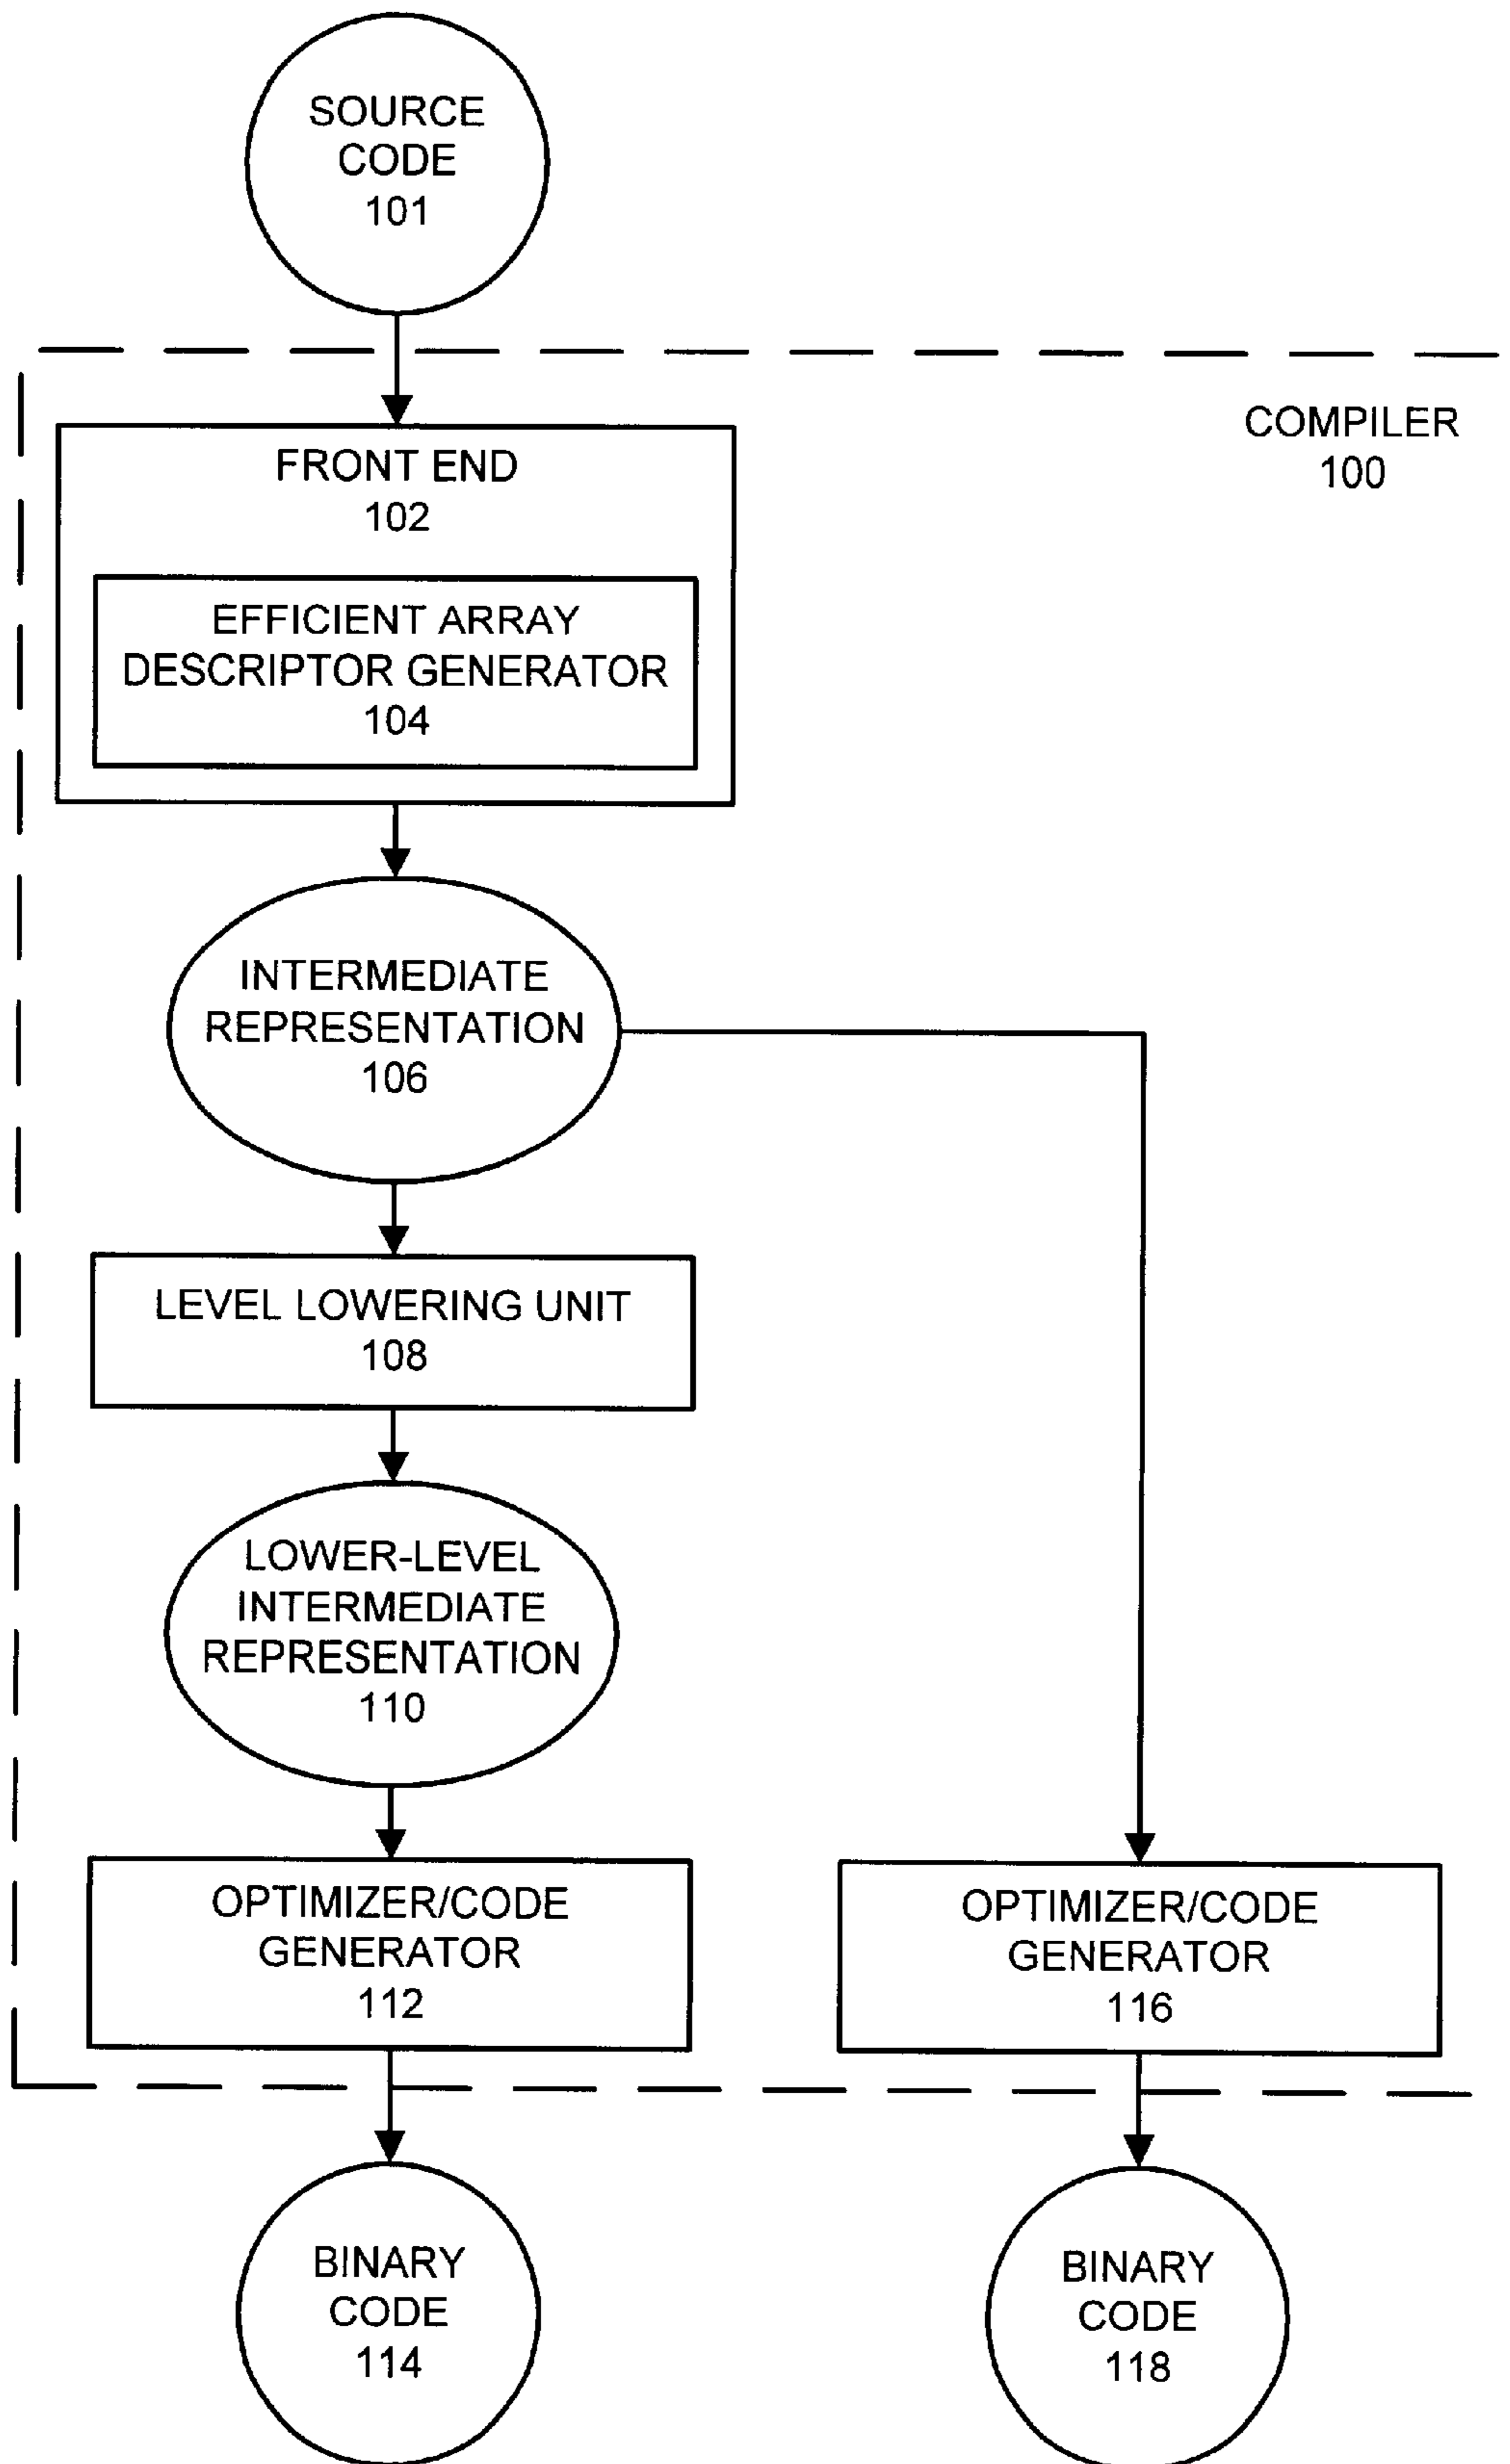 SOURCE
CODE
101
COMPILER
100
FRONT END
102
EFFICIENT ARRAY
DESCRIPTOR GENERATOR
104
INTERMEDIATE
REPRESENTATION
106
LEVEL LOWERING UNIT
108
LOWER-LEVEL
INTERMEDIATE
REPRESENTATION
110
OPTIMIZER/CODE
GENERATOR
112
OPTIMIZER/CODE
GENERATOR
116
BINARY
CODE
114
BINARY
CODE
118